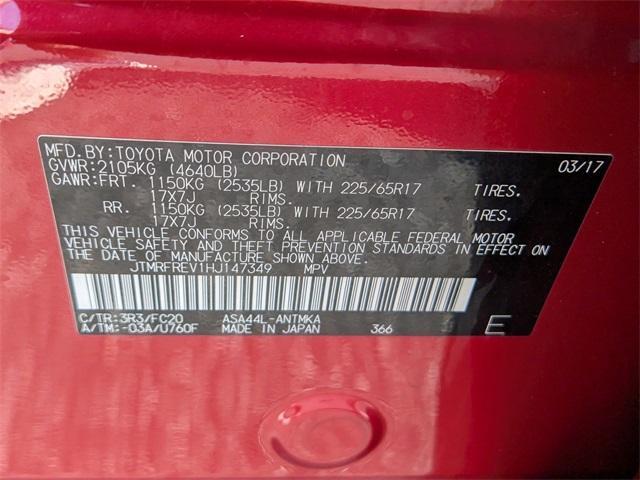 MFD. BY: TOYOTA MOTOR CORPORATION 03/17
GVWR: 2105KG (4640LB)
GAWR: FRT. 1150KG (2535LB) WITH 225/65R17 TIRES.
17X7J RIMS.
RR. 1150KG (2535LB) WITH 225/65R17 TIRES.
17X7J RIMS.
THIS VEHICLE CONFORMS TO ALL APPLICABLE FEDERAL MOTOR
VEHICLE SAFETY AND THEFT PREVENTION STANDARDS IN EFFECT ON
THE DATE OF MANUFACTURE SHOWN ABOVE.
JTMRFREV1HJ147349 MPV
C/TR: 3R3/FC20 ASA44L-ANTMKA
A/TM: -03A/U760F MADE IN JAPAN 366 E